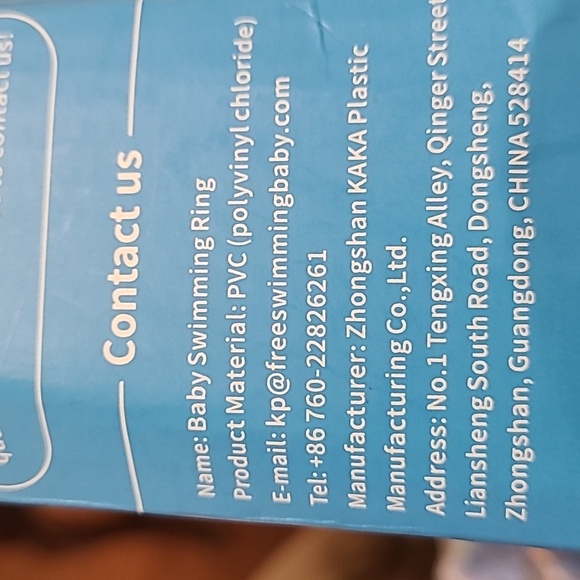 Contact us
Name: Baby Swimming Ring
Product Material: PVC (polyvinyl chloride)
E-mail: kp@freeswimmingbaby.com
Tel: +86 760-22826261
Manufacturer: Zhongshan KAKA Plastic
Manufacturing Co.,Ltd.
Address: No.1 Tengxing Alley, Qinger Street
Liansheng South Road, Dongsheng,
Zhongshan, Guangdong, CHINA 528414